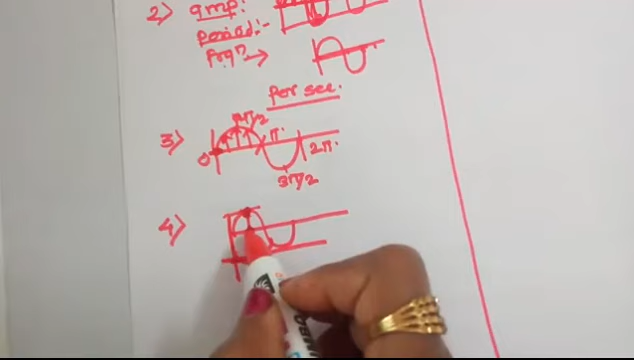 2) amp:
Period:-
frqⁿ →
Per sec.
3) 0 π/2 π 3π/2 2π.
4)